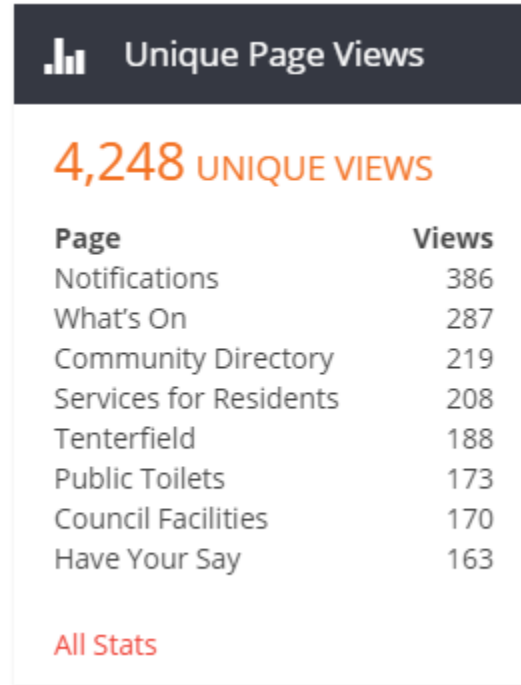 Unique Page Views
4,248 UNIQUE VIEWS
Page Views
Notifications 386
What’s On 287
Community Directory 219
Services for Residents 208
Tenterfield 188
Public Toilets 173
Council Facilities 170
Have Your Say 163
All Stats